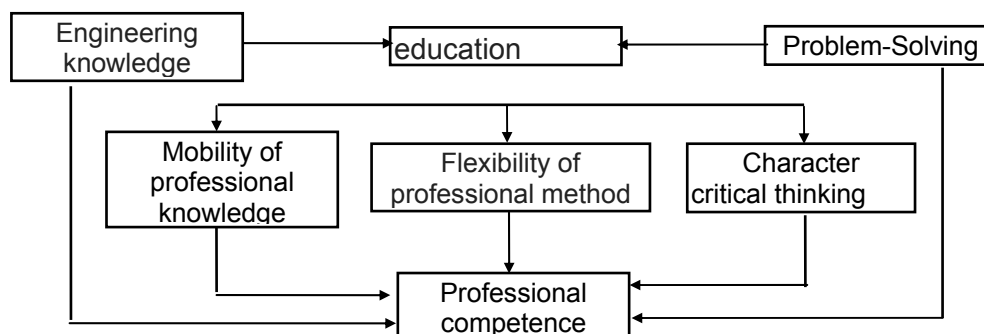 Engineering
knowledge
education
Problem-Solving
Mobility of
professional
knowledge
Flexibility of
professional method
Character
critical thinking
Professional
competence